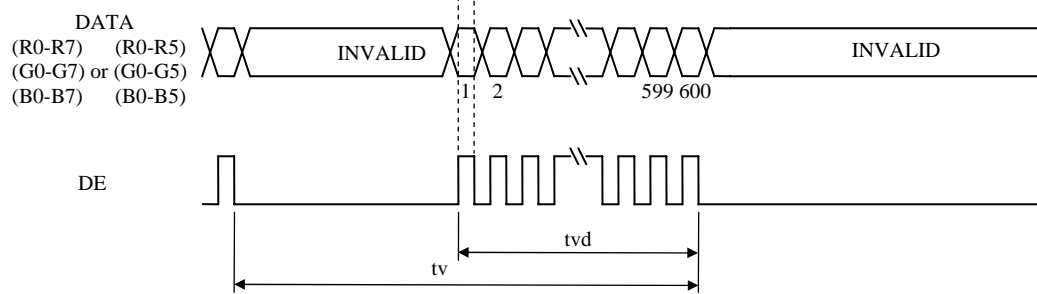 DATA
(R0-R7) (R0-R5)
(G0-G7) or (G0-G5)
(B0-B7) (B0-B5)
INVALID
INVALID
1 2 599 600
DE
tvd
tv